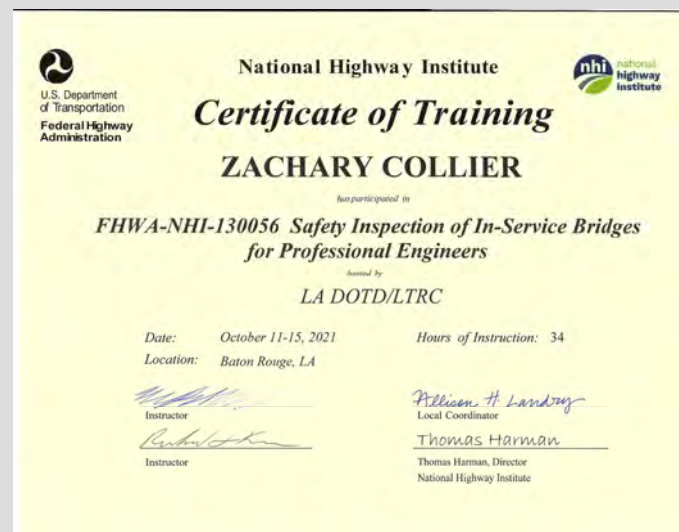 U.S. Department
of Transportation
Federal Highway
Administration
National Highway Institute
nhi national
highway
institute
Certificate of Training
ZACHARY COLLIER
has participated in
FHWA-NHI-130056 Safety Inspection of In-Service Bridges
for Professional Engineers
hosted by
LA DOTD/LTRC
Date: October 11-15, 2021
Hours of Instruction: 34
Location: Baton Rouge, LA
Instructor
Allison H. Landry
Local Coordinator
Instructor
Thomas Harman
Thomas Harman, Director
National Highway Institute